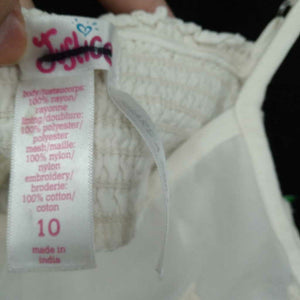 Justice
body/justaucorps:
100% rayon/
rayonne
lining/doublure:
100% polyester/
polyester
mesh/maille:
100% nylon/
nylon
embroidery/
broderie:
100% cotton/
coton
10
made in
india